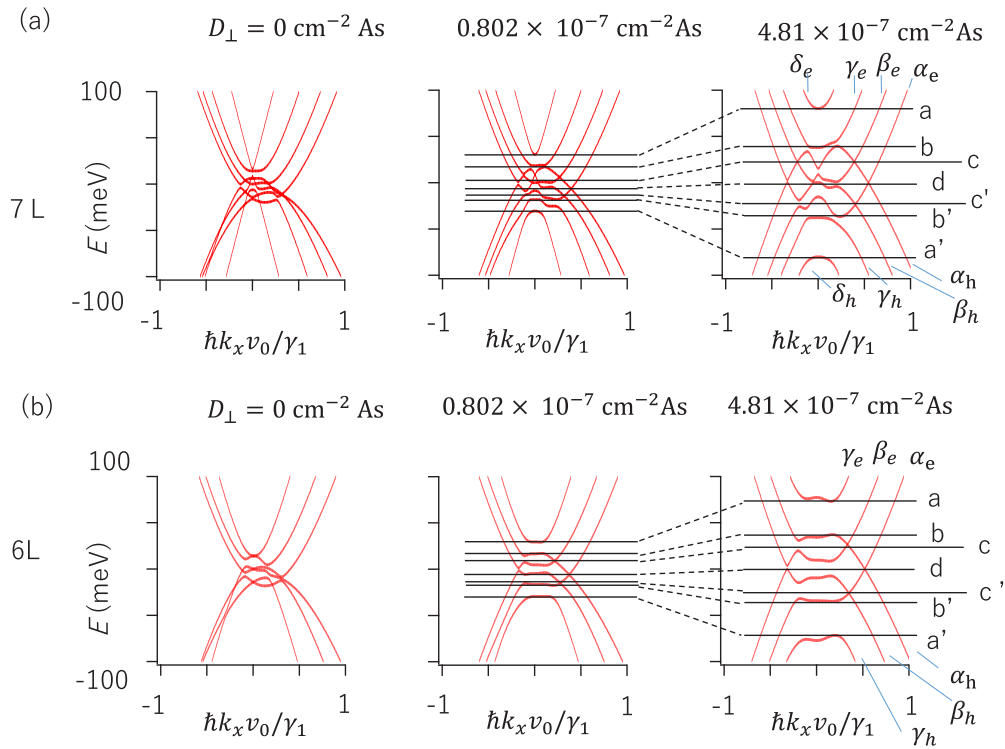 (a)
D⊥ = 0 cm⁻² As
0.802 × 10⁻⁷ cm⁻²As
4.81 × 10⁻⁷ cm⁻²As
δe γe βe αe
100
a
b
c
7 L
E (meV)
d
c'
b'
a'
-100
δh γh βh αh
-1 1 -1 1 -1 1
ħkxv0/γ1 ħkxv0/γ1 ħkxv0/γ1
(b)
D⊥ = 0 cm⁻² As
0.802 × 10⁻⁷ cm⁻²As
4.81 × 10⁻⁷ cm⁻²As
γe βe αe
100
a
b
c
6L
E (meV)
d
c'
b'
a'
-100
αh
βh
γh
-1 1 -1 1 -1 1
ħkxv0/γ1 ħkxv0/γ1 ħkxv0/γ1